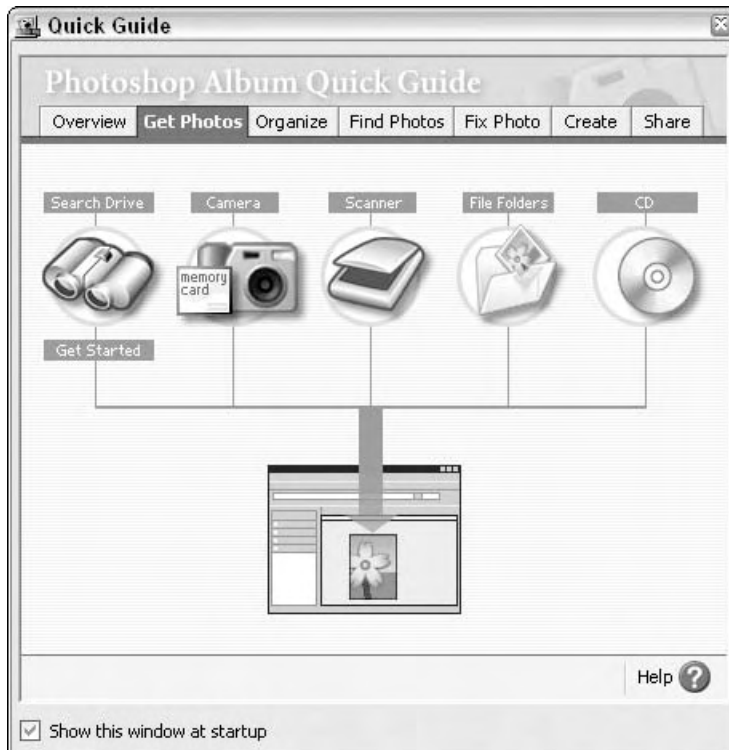 Quick Guide
Photoshop Album Quick Guide
Overview Get Photos Organize Find Photos Fix Photo Create Share
Search Drive Camera Scanner File Folders CD
memory
card
Get Started
Help ?
Show this window at startup